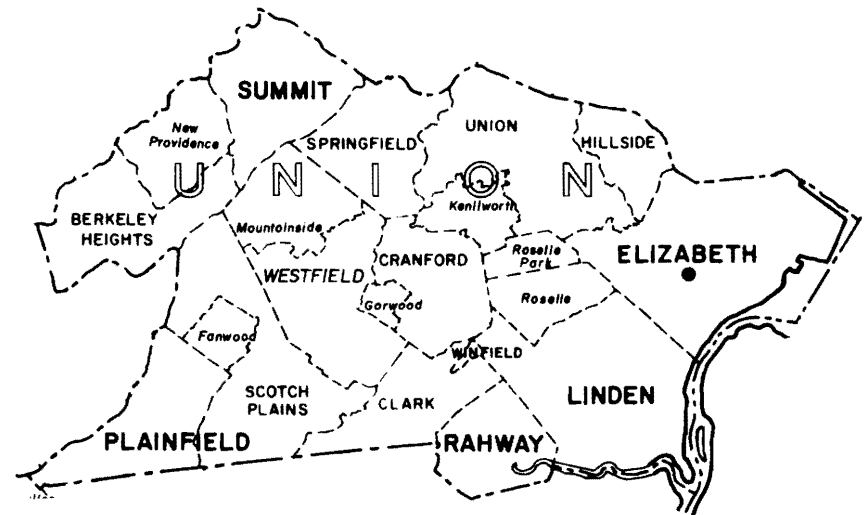 SUMMIT
New
Providence
SPRINGFIELD
UNION
HILLSIDE
UNION
BERKELEY
HEIGHTS
Mountainside
Kenilworth
WESTFIELD
CRANFORD
Roselle
Park
ELIZABETH
Garwood
Roselle
Fanwood
WINFIELD
SCOTCH
PLAINS
CLARK
LINDEN
PLAINFIELD
RAHWAY